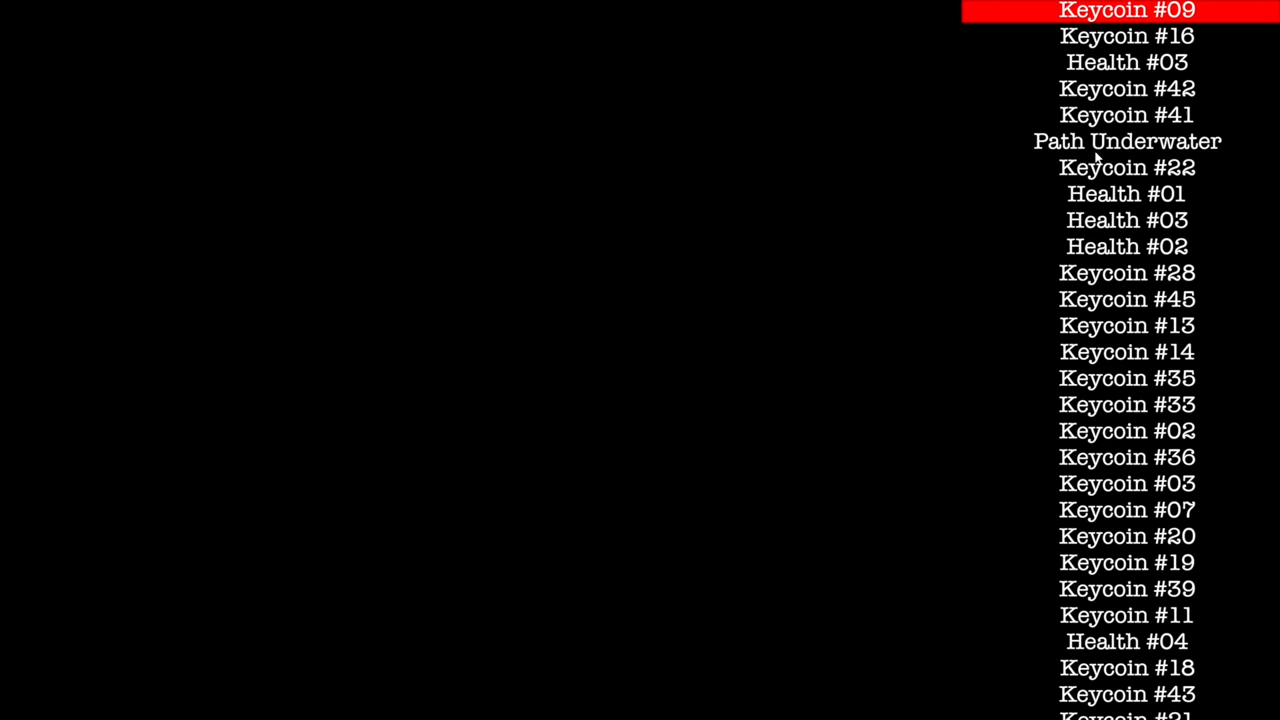 Keycoin #09
Keycoin #16
Health #03
Keycoin #42
Keycoin #41
Path Underwater
Keycoin #22
Health #01
Health #03
Health #02
Keycoin #28
Keycoin #45
Keycoin #13
Keycoin #14
Keycoin #35
Keycoin #33
Keycoin #02
Keycoin #36
Keycoin #03
Keycoin #07
Keycoin #20
Keycoin #19
Keycoin #39
Keycoin #11
Health #04
Keycoin #18
Keycoin #43
Keycoin #21